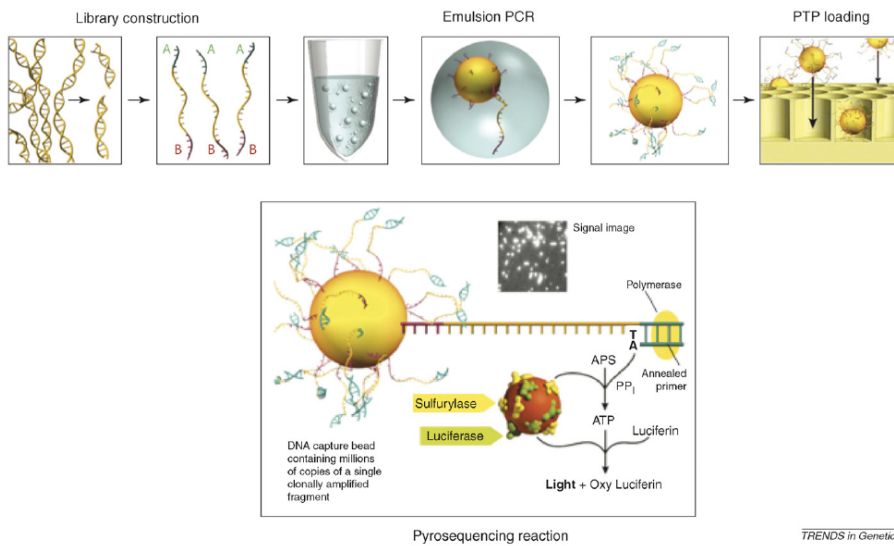 Library construction
Emulsion PCR
PTP loading
A A A
B B B
Signal image
Polymerase
T
A
Annealed
primer
APS
PPI
Sulfurylase
ATP
Luciferase
Luciferin
DNA capture bead
containing millions
of copies of a single
clonally amplified
fragment
Light + Oxy Luciferin
Pyrosequencing reaction
TRENDS in Genetics